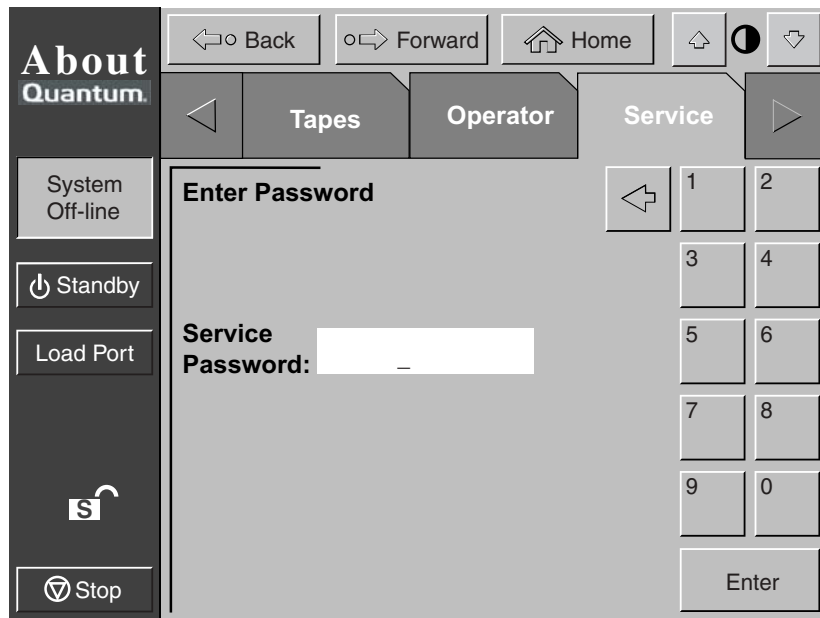 About
Quantum.
Back
Forward
Home
Tapes
Operator
Service
System
Off-line
Standby
Load Port
S
Stop
Enter Password
Service
Password:
_
1
2
3
4
5
6
7
8
9
0
Enter